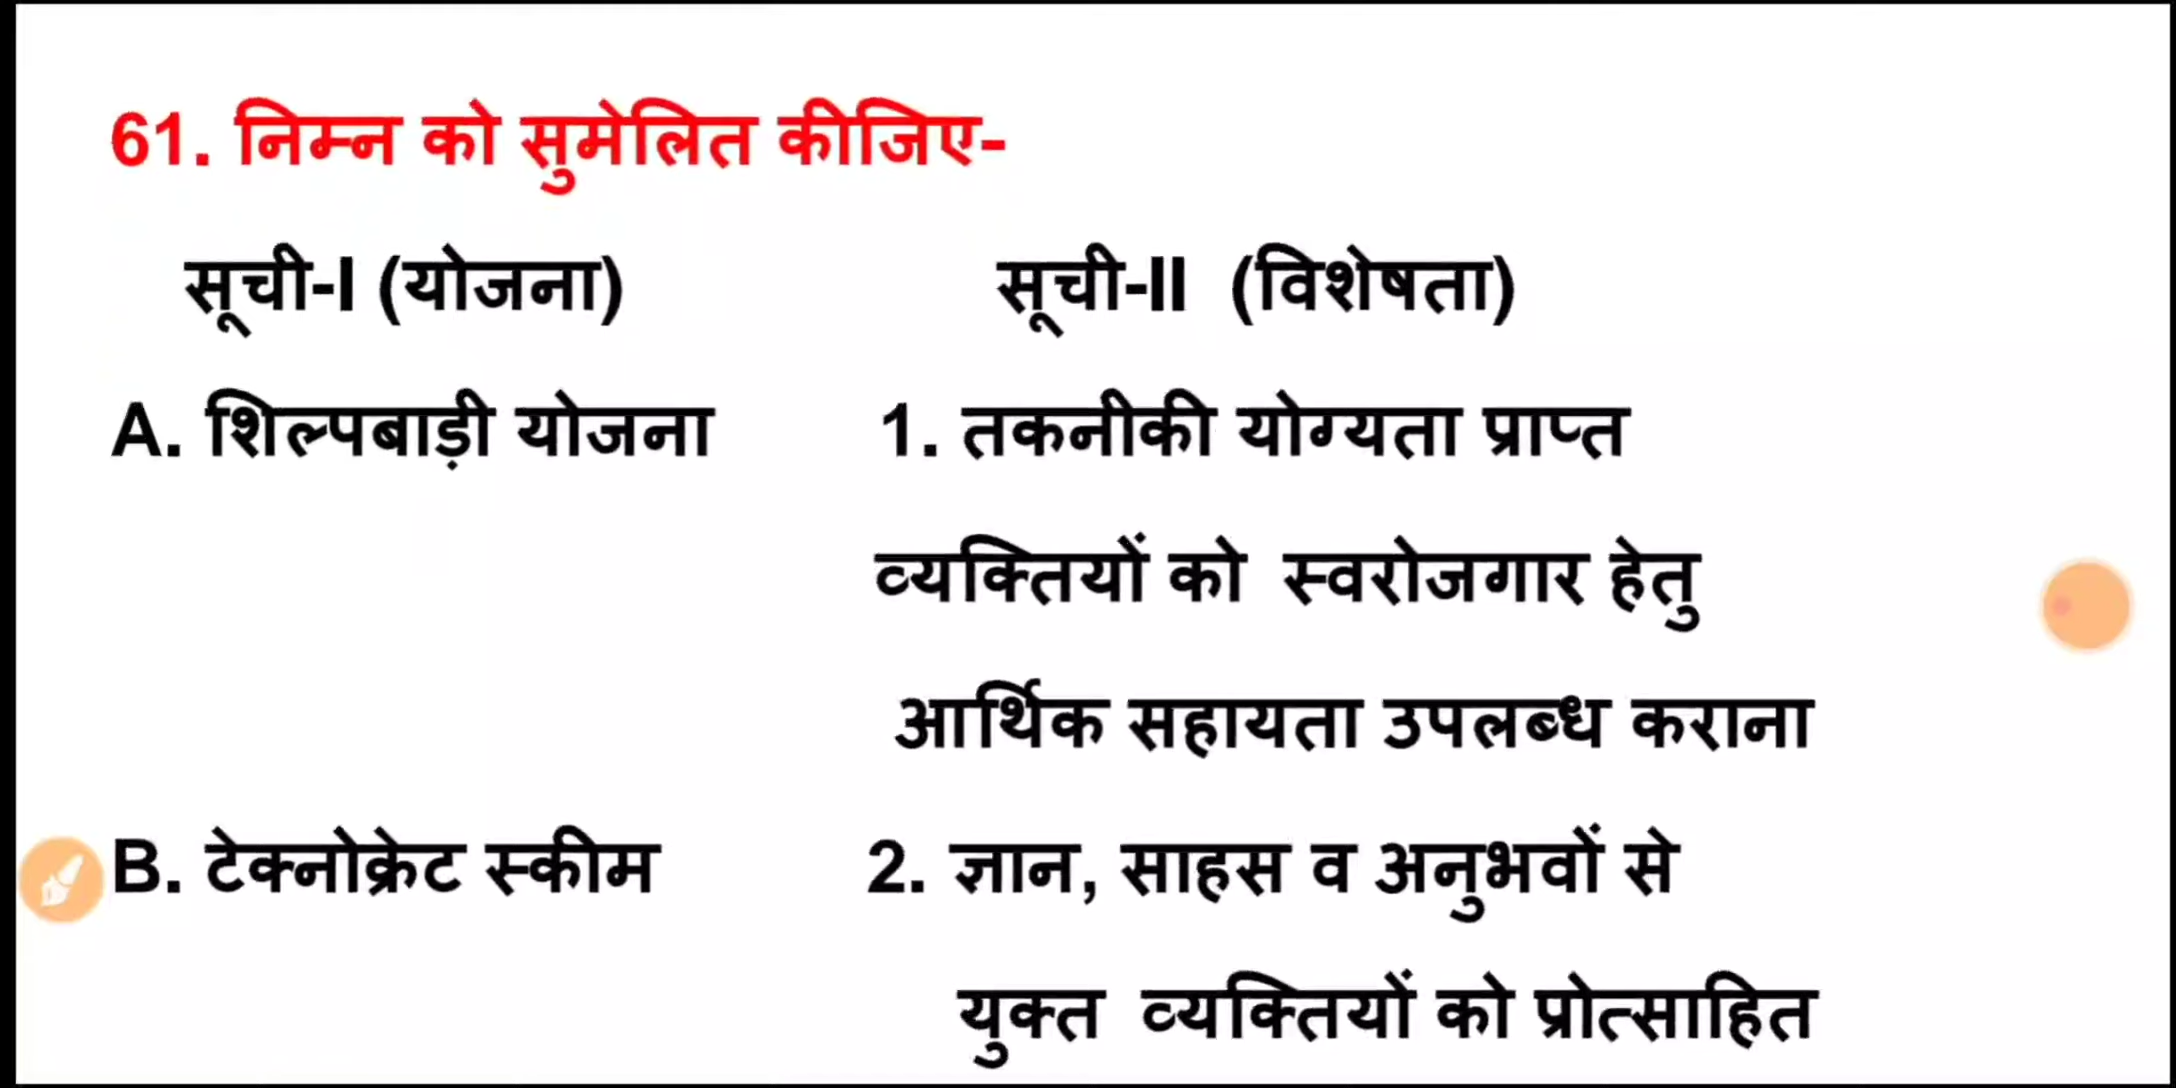 61. निम्न को सुमेलित कीजिए-
सूची-I (योजना) सूची-II (विशेषता)
A. शिल्पबाड़ी योजना 1. तकनीकी योग्यता प्राप्त
व्यक्तियों को स्वरोजगार हेतु
आर्थिक सहायता उपलब्ध कराना
B. टेक्नोक्रेट स्कीम 2. ज्ञान, साहस व अनुभवों से
युक्त व्यक्तियों को प्रोत्साहित